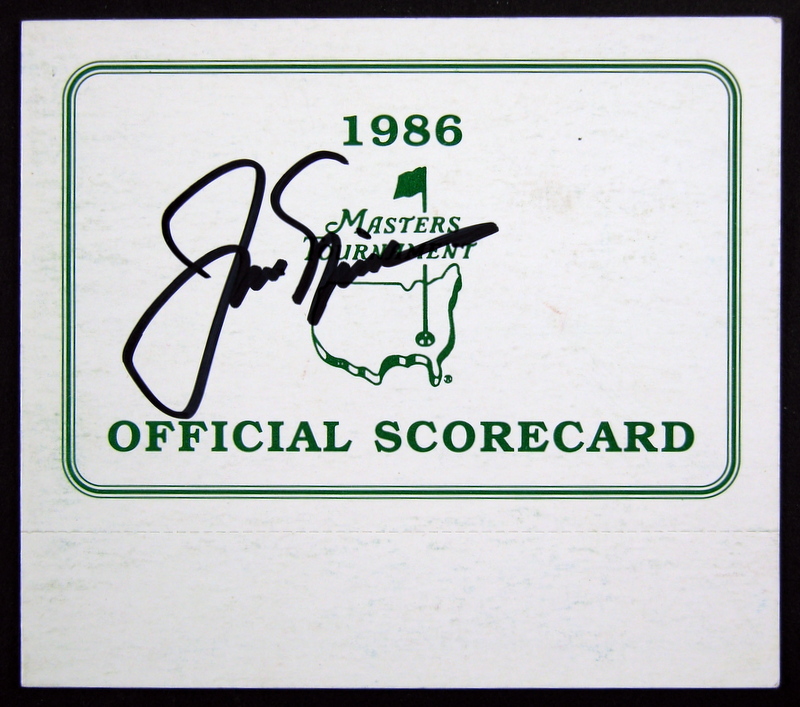 1986
MASTERS
TOURNAMENT
®
OFFICIAL SCORECARD